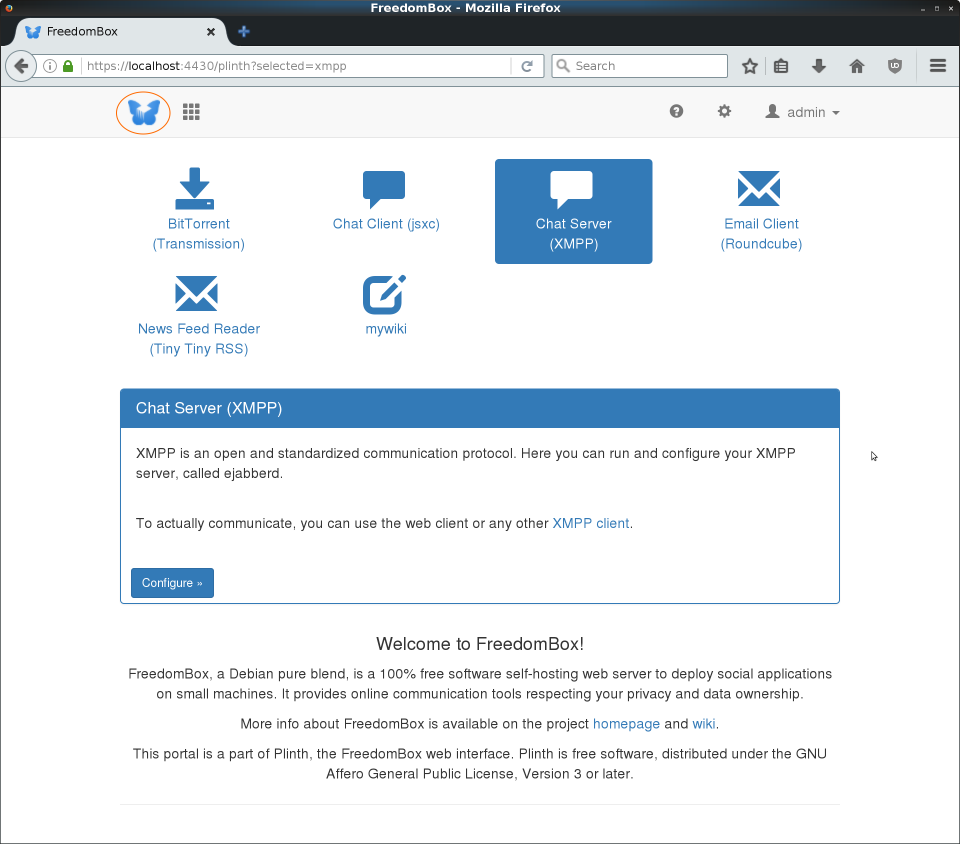 FreedomBox - Mozilla Firefox
FreedomBox
https://localhost:4430/plinth?selected=xmpp
Search
admin
BitTorrent
(Transmission)
Chat Client (jsxc)
Chat Server
(XMPP)
Email Client
(Roundcube)
News Feed Reader
(Tiny Tiny RSS)
mywiki
Chat Server (XMPP)
XMPP is an open and standardized communication protocol. Here you can run and configure your XMPP
server, called ejabberd.
To actually communicate, you can use the web client or any other XMPP client.
Configure »
Welcome to FreedomBox!
FreedomBox, a Debian pure blend, is a 100% free software self-hosting web server to deploy social applications
on small machines. It provides online communication tools respecting your privacy and data ownership.
More info about FreedomBox is available on the project homepage and wiki.
This portal is a part of Plinth, the FreedomBox web interface. Plinth is free software, distributed under the GNU
Affero General Public License, Version 3 or later.